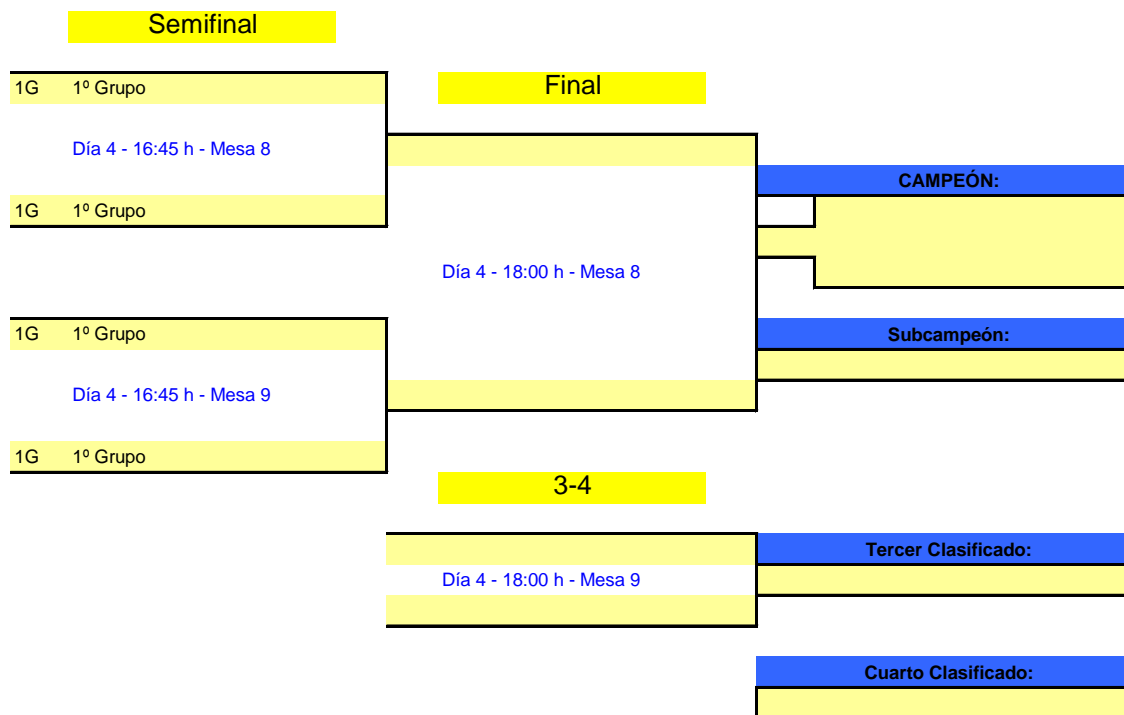 Semifinal
1G 1º Grupo
Final
Día 4 - 16:45 h - Mesa 8
CAMPEÓN:
1G 1º Grupo
Día 4 - 18:00 h - Mesa 8
1G 1º Grupo
Subcampeón:
Día 4 - 16:45 h - Mesa 9
1G 1º Grupo
3-4
Tercer Clasificado:
Día 4 - 18:00 h - Mesa 9
Cuarto Clasificado: